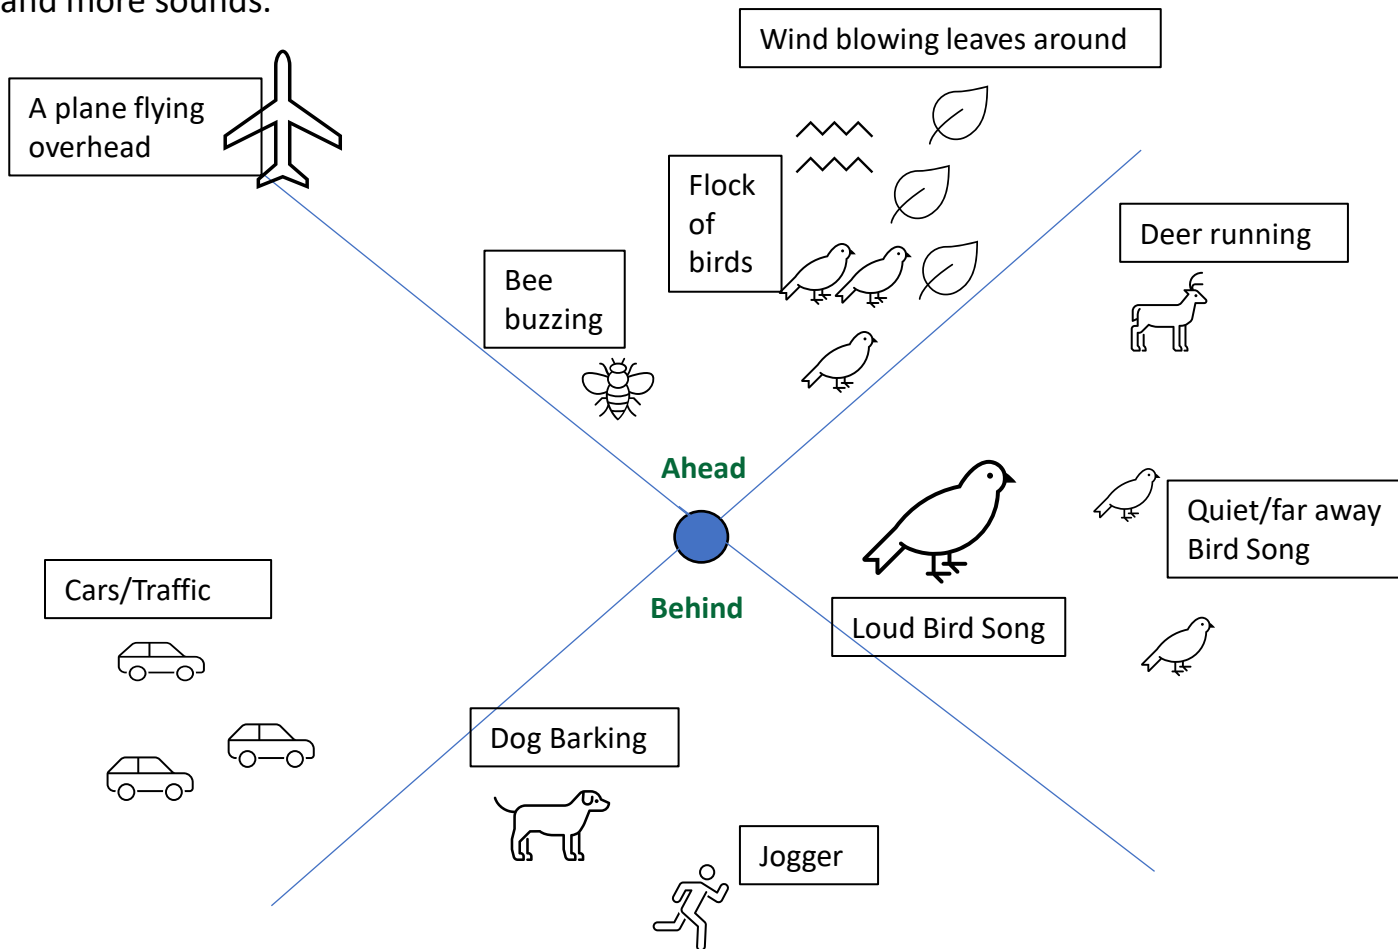 and more sounds.
Wind blowing leaves around
A plane flying
overhead
Flock
of
birds
Deer running
Bee
buzzing
Ahead
Quiet/far away
Bird Song
Cars/Traffic
Behind
Loud Bird Song
Dog Barking
Jogger